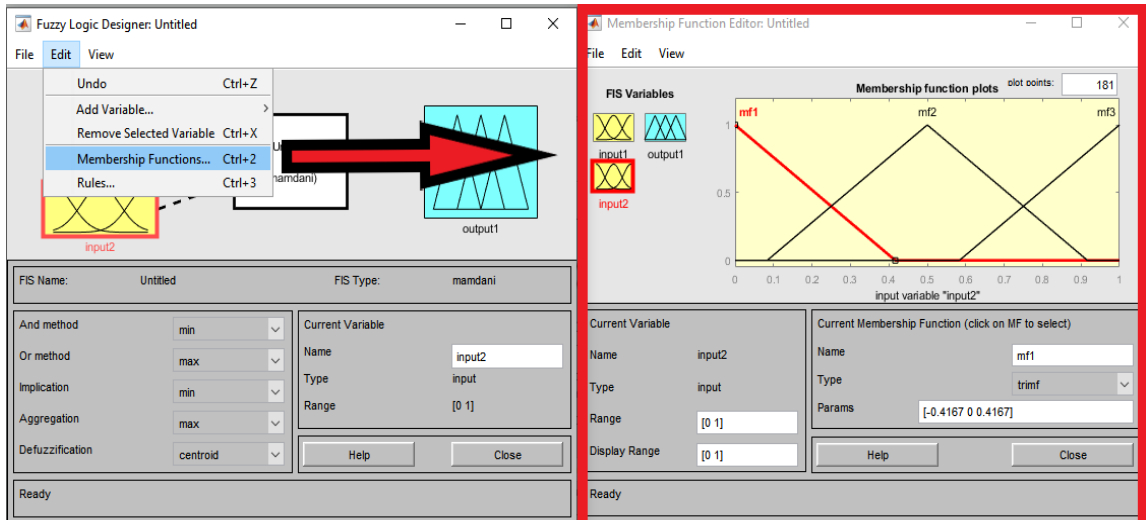 Fuzzy Logic Designer: Untitled
File Edit View
Undo Ctrl+Z
Add Variable... >
Remove Selected Variable Ctrl+X
Membership Functions... Ctrl+2
Rules... Ctrl+3
mamdani)
input2
output1
FIS Name: Untitled FIS Type: mamdani
And method min
Or method max
Implication min
Aggregation max
Defuzzification centroid
Current Variable
Name input2
Type input
Range [0 1]
Help Close
Ready
Membership Function Editor: Untitled
File Edit View
FIS Variables
input1 output1
input2
Membership function plots plot points: 181
mf1 mf2 mf3
1
0.5
0
0 0.1 0.2 0.3 0.4 0.5 0.6 0.7 0.8 0.9 1
input variable "input2"
Current Variable
Name input2
Type input
Range [0 1]
Display Range [0 1]
Current Membership Function (click on MF to select)
Name mf1
Type trimf
Params [-0.4167 0 0.4167]
Help Close
Ready